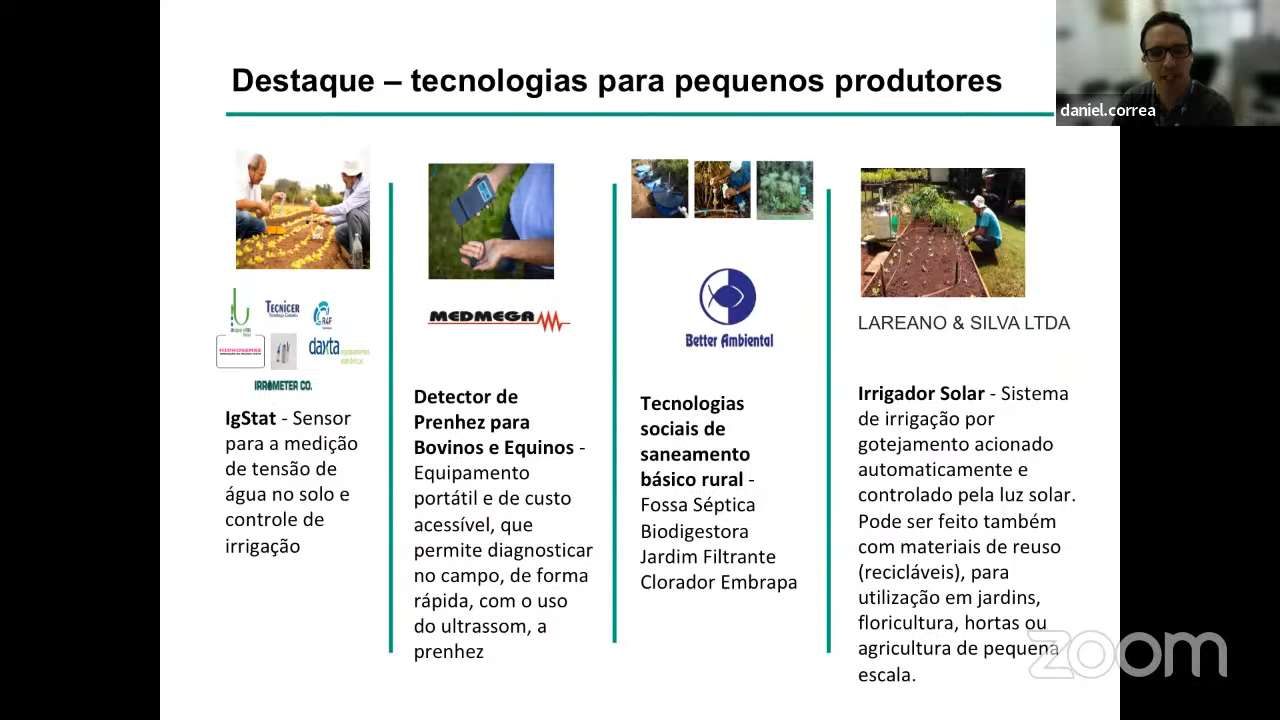 Destaque – tecnologias para pequenos produtores
daniel.correa
TECNICER
HIDROSENSE
daxta
equipamentos
eletrônicos
IRROMETER CO.
IgStat - Sensor
para a medição
de tensão de
água no solo e
controle de
irrigação
MEDMEGA
Detector de
Prenhez para
Bovinos e Equinos -
Equipamento
portátil e de custo
acessível, que
permite diagnosticar
no campo, de forma
rápida, com o uso
do ultrassom, a
prenhez
Better Ambiental
Tecnologias
sociais de
saneamento
básico rural -
Fossa Séptica
Biodigestora
Jardim Filtrante
Clorador Embrapa
LAREANO & SILVA LTDA
Irrigador Solar - Sistema
de irrigação por
gotejamento acionado
automaticamente e
controlado pela luz solar.
Pode ser feito também
com materiais de reuso
(recicláveis), para
utilização em jardins,
floricultura, hortas ou
agricultura de pequena
escala.
zoom